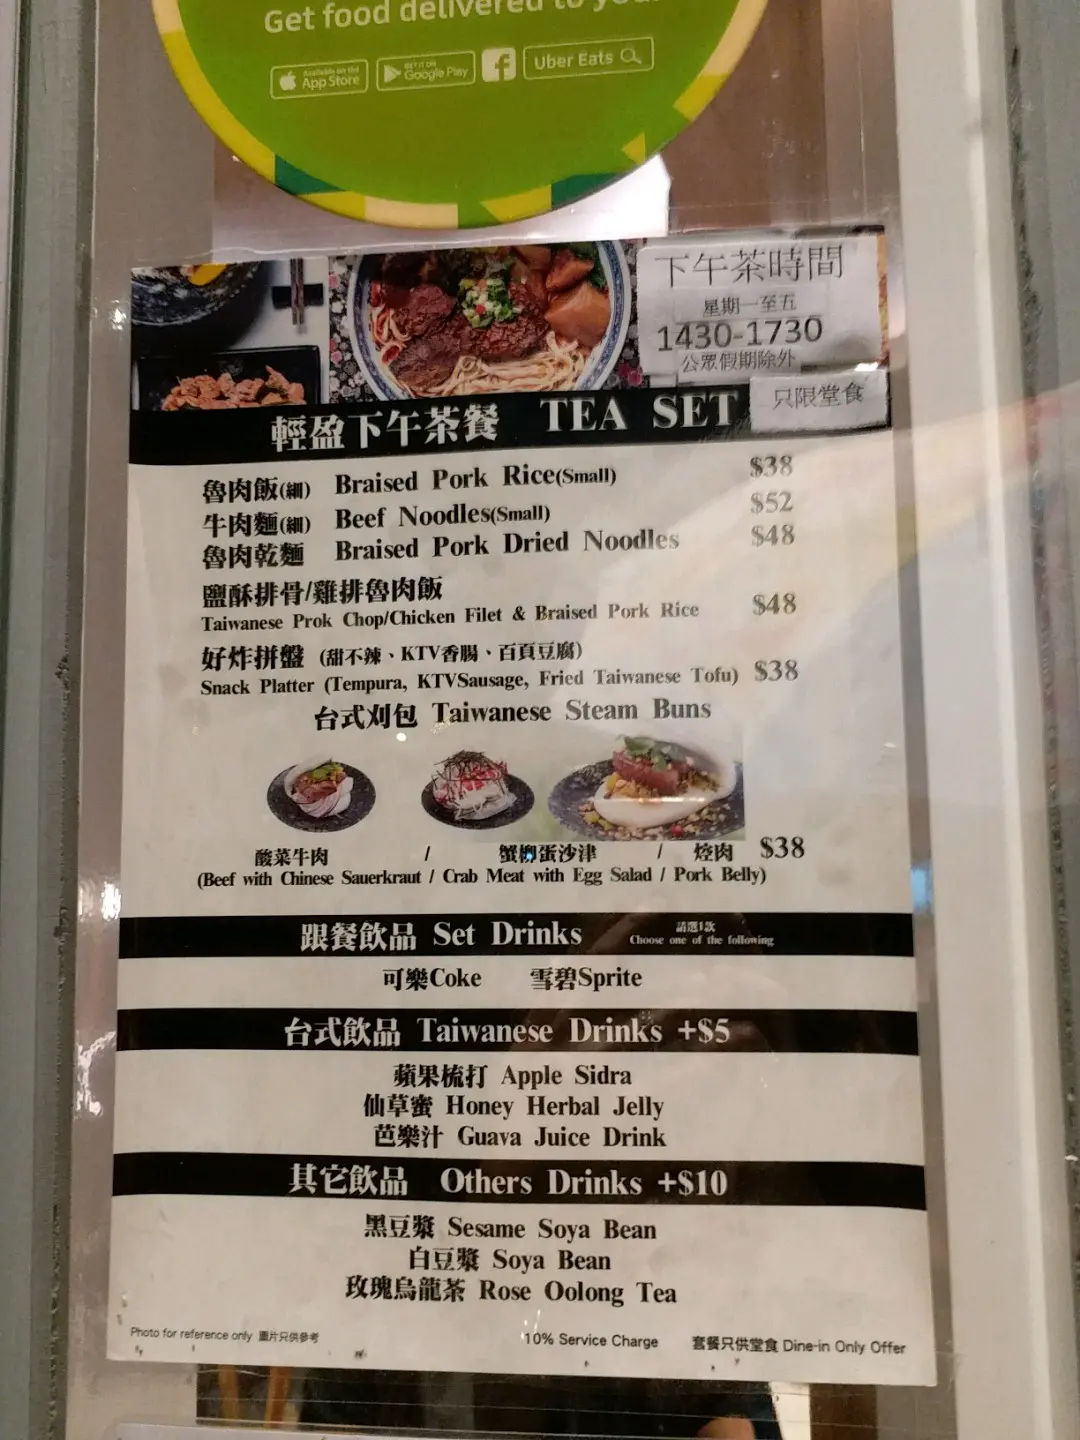 Get food delivered to you
Available on the App Store
GET IT ON Google Play
Uber Eats
下午茶時間
星期一至五
1430-1730
公眾假期除外
只限堂食
輕盈下午茶餐 TEA SET
魯肉飯(細) Braised Pork Rice(Small) $38
牛肉麵(細) Beef Noodles(Small) $52
魯肉乾麵 Braised Pork Dried Noodles $48
鹽酥排骨/雞排魯肉飯
Taiwanese Prok Chop/Chicken Filet & Braised Pork Rice $48
好炸拼盤 (甜不辣、KTV香腸、百頁豆腐)
Snack Platter (Tempura, KTVSausage, Fried Taiwanese Tofu) $38
台式刈包 Taiwanese Steam Buns
酸菜牛肉 / 蟹柳蛋沙津 / 焢肉 $38
(Beef with Chinese Sauerkraut / Crab Meat with Egg Salad / Pork Belly)
跟餐飲品 Set Drinks 請選1款
Choose one of the following
可樂Coke 雪碧Sprite
台式飲品 Taiwanese Drinks +$5
蘋果梳打 Apple Sidra
仙草蜜 Honey Herbal Jelly
芭樂汁 Guava Juice Drink
其它飲品 Others Drinks +$10
黑豆漿 Sesame Soya Bean
白豆漿 Soya Bean
玫瑰烏龍茶 Rose Oolong Tea
Photo for reference only 圖片只供參考 10% Service Charge 套餐只供堂食 Dine-in Only Offer